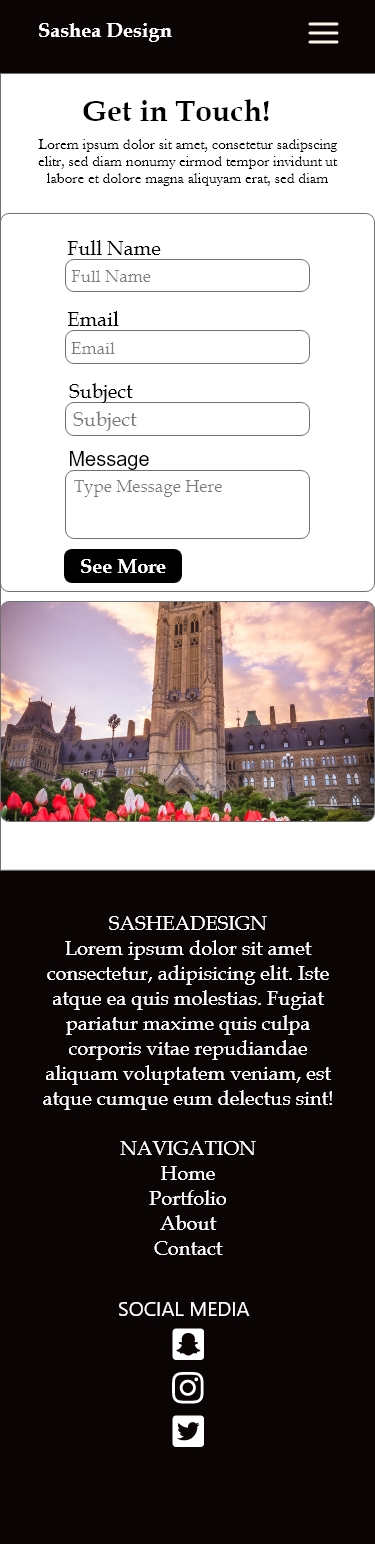 Sashea Design
Get in Touch!
Lorem ipsum dolor sit amet, consetetur sadipscing
elitr, sed diam nonumy eirmod tempor invidunt ut
labore et dolore magna aliquyam erat, sed diam
Full Name
Full Name
Email
Email
Subject
Subject
Message
Type Message Here
See More
SASHEADESIGN
Lorem ipsum dolor sit amet
consectetur, adipisicing elit. Iste
atque ea quis molestias. Fugiat
pariatur maxime quis culpa
corporis vitae repudiandae
aliquam voluptatem veniam, est
atque cumque eum delectus sint!
NAVIGATION
Home
Portfolio
About
Contact
SOCIAL MEDIA